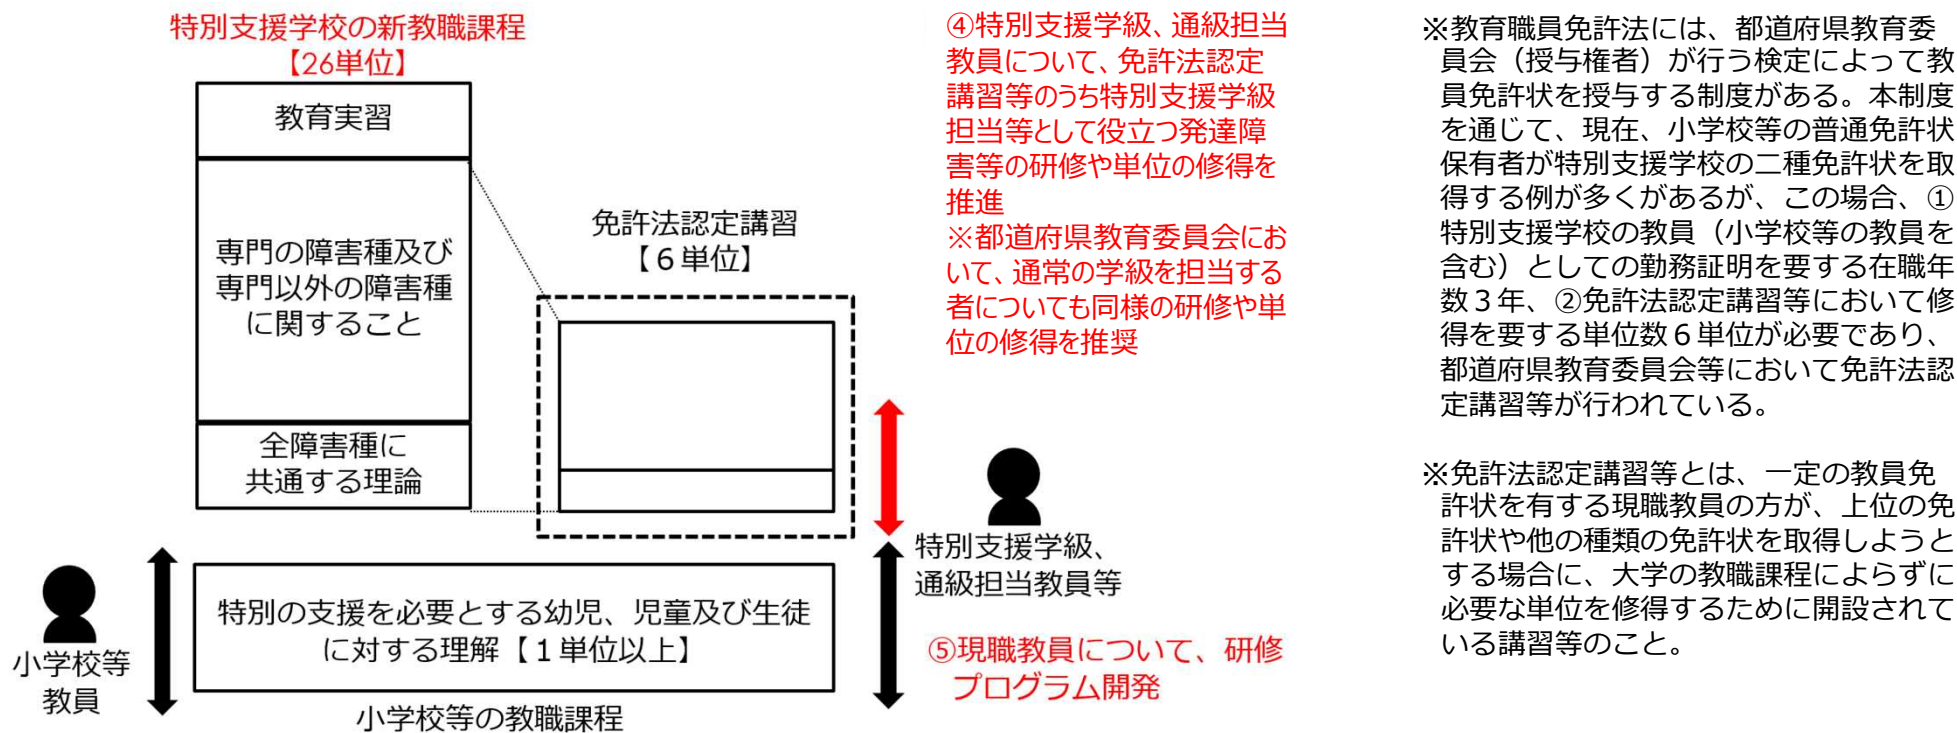 特別支援学校の新教職課程
【26単位】
教育実習
専門の障害種及び
専門以外の障害種
に関すること
全障害種に
共通する理論
免許法認定講習
【6単位】
小学校等
教員
特別の支援を必要とする幼児、児童及び生徒
に対する理解【1単位以上】
小学校等の教職課程
④特別支援学級、通級担当
教員について、免許法認定
講習等のうち特別支援学級
担当等として役立つ発達障
害等の研修や単位の修得を
推進
※都道府県教育委員会にお
いて、通常の学級を担当する
者についても同様の研修や単
位の修得を推奨
特別支援学級、
通級担当教員等
⑤現職教員について、研修
プログラム開発
※教育職員免許法には、都道府県教育委
員会（授与権者）が行う検定によって教
員免許状を授与する制度がある。本制度
を通じて、現在、小学校等の普通免許状
保有者が特別支援学校の二種免許状を取
得する例が多くがあるが、この場合、①
特別支援学校の教員（小学校等の教員を
含む）としての勤務証明を要する在職年
数３年、②免許法認定講習等において修
得を要する単位数６単位が必要であり、
都道府県教育委員会等において免許法認
定講習等が行われている。
※免許法認定講習等とは、一定の教員免
許状を有する現職教員の方が、上位の免
許状や他の種類の免許状を取得しようと
する場合に、大学の教職課程によらずに
必要な単位を修得するために開設されて
いる講習等のこと。